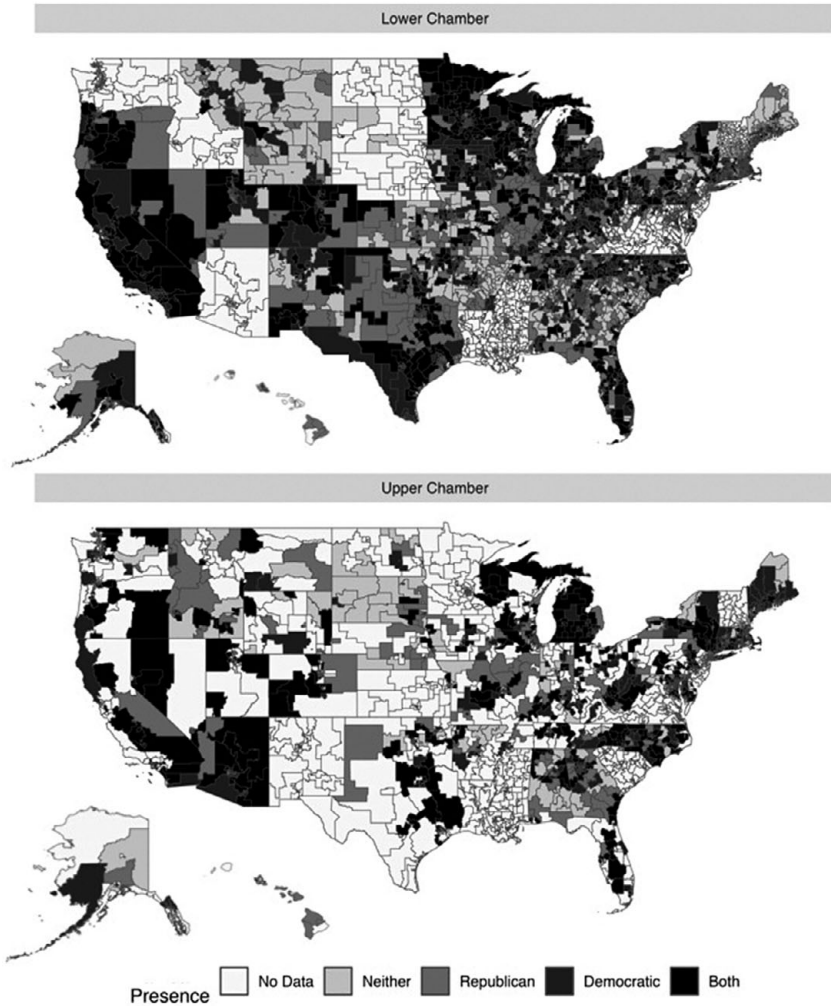 Lower Chamber
Upper Chamber
Presence No Data Neither Republican Democratic Both